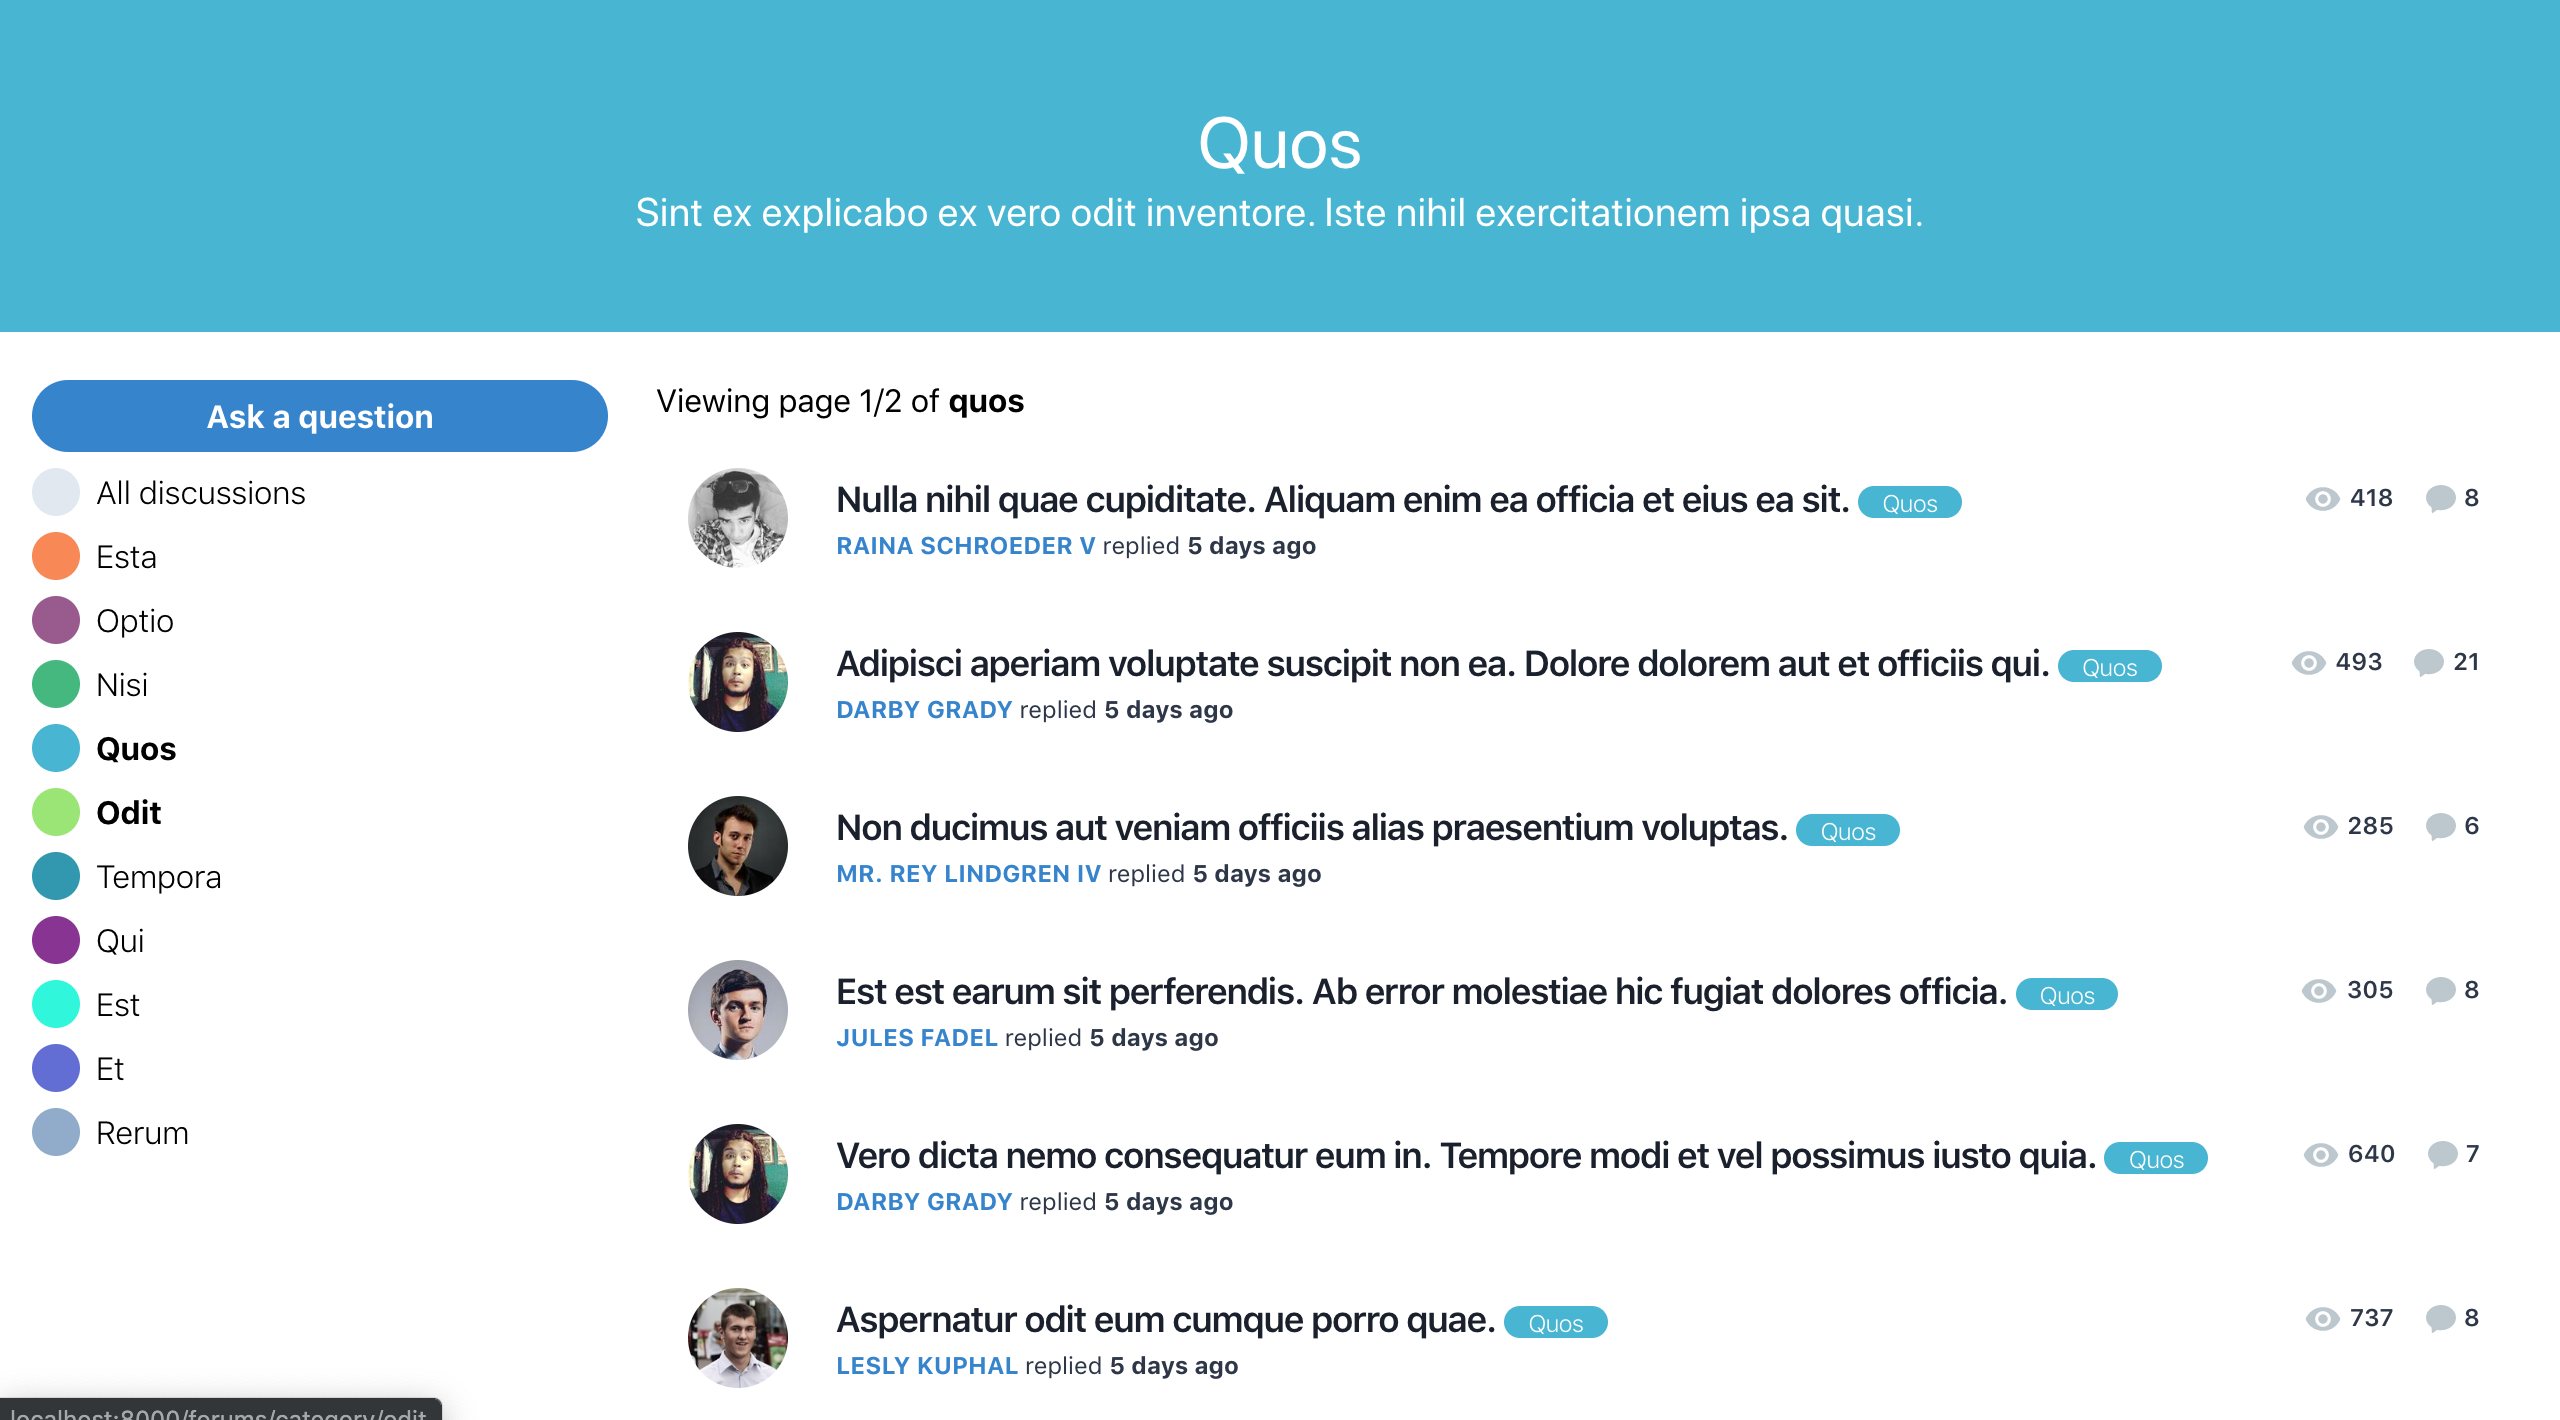 Quos
Sint ex explicabo ex vero odit inventore. Iste nihil exercitationem ipsa quasi.
Ask a question
All discussions
Esta
Optio
Nisi
Quos
Odit
Tempora
Qui
Est
Et
Rerum
Viewing page 1/2 of quos
Nulla nihil quae cupiditate. Aliquam enim ea officia et eius ea sit. Quos 418 8
RAINA SCHROEDER V replied 5 days ago
Adipisci aperiam voluptate suscipit non ea. Dolore dolorem aut et officiis qui. Quos 493 21
DARBY GRADY replied 5 days ago
Non ducimus aut veniam officiis alias praesentium voluptas. Quos 285 6
MR. REY LINDGREN IV replied 5 days ago
Est est earum sit perferendis. Ab error molestiae hic fugiat dolores officia. Quos 305 8
JULES FADEL replied 5 days ago
Vero dicta nemo consequatur eum in. Tempore modi et vel possimus iusto quia. Quos 640 7
DARBY GRADY replied 5 days ago
Aspernatur odit eum cumque porro quae. Quos 737 8
LESLY KUPHAL replied 5 days ago
localhost:8000/forums/category/odit